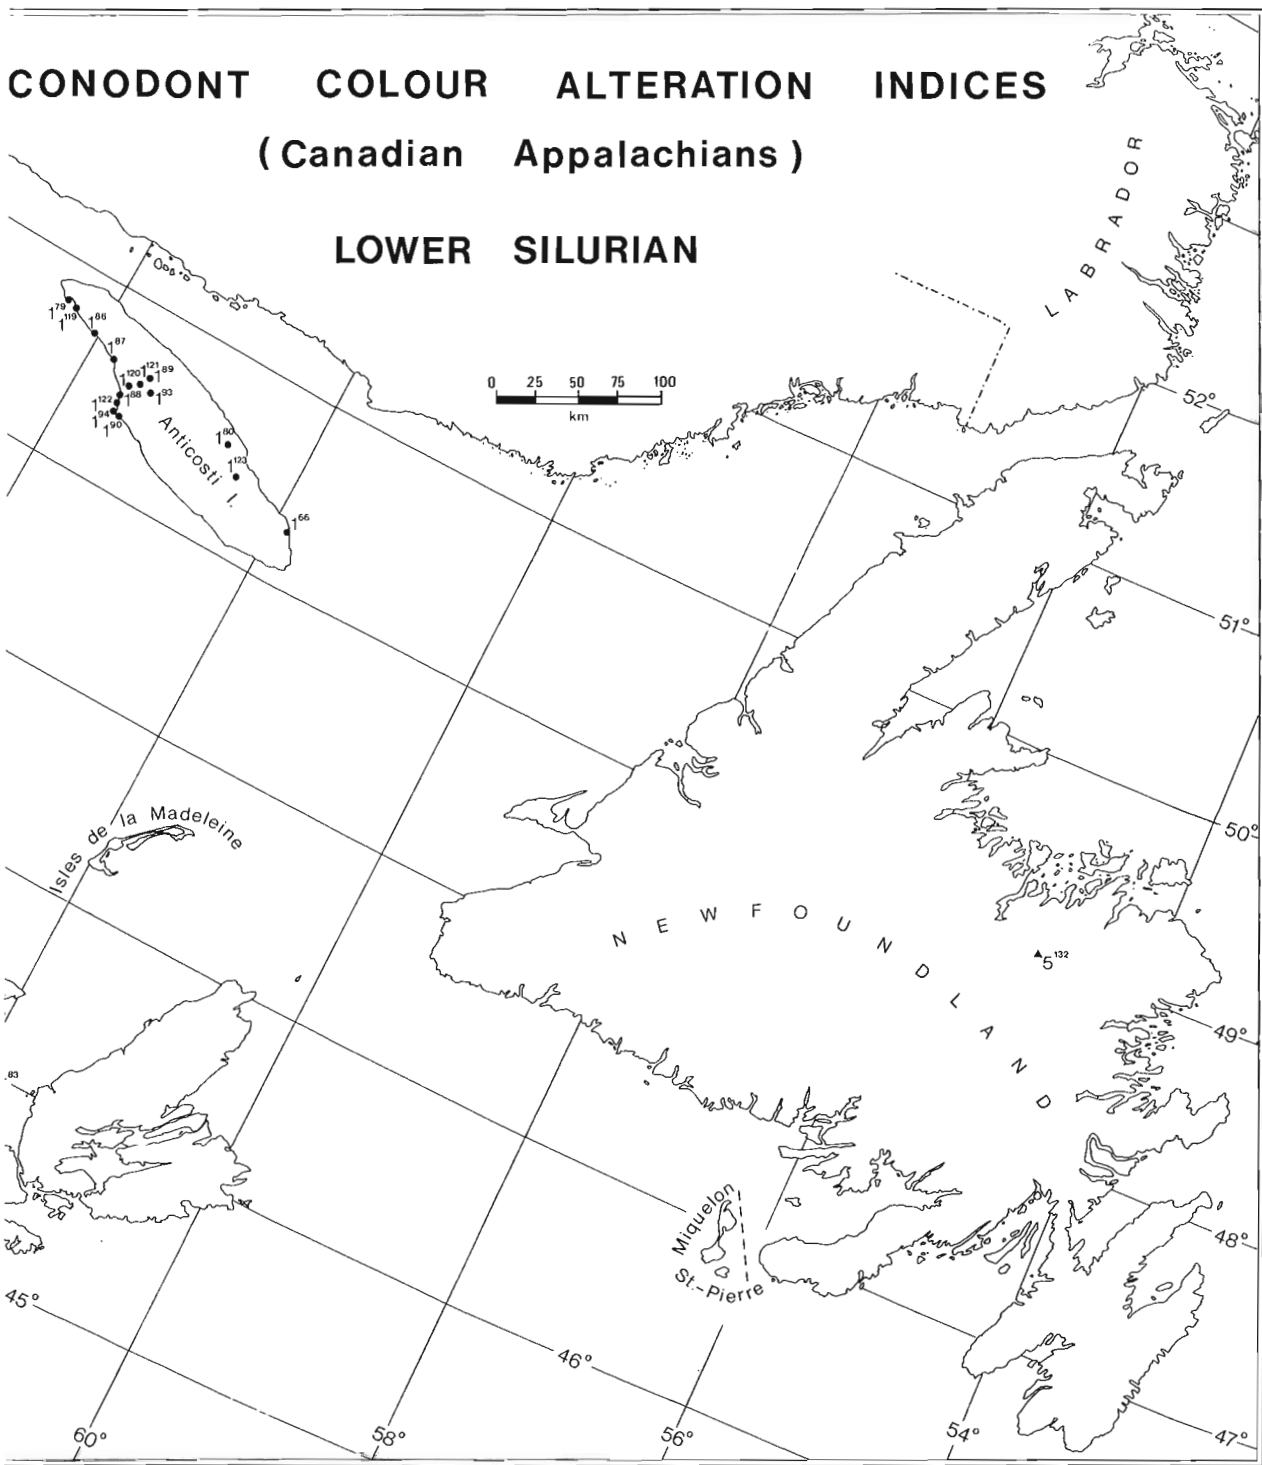 CONODONT COLOUR ALTERATION INDICES
(Canadian Appalachians)
LOWER SILURIAN
LABRADOR
0 25 50 75 100
km
1⁷⁹
1¹¹⁹
1⁸⁶
1⁸⁷
1¹²⁰
1¹²¹
1⁸⁹
1⁸⁸
1⁹³
1¹²²
1⁹⁴
1⁹⁰
Anticosti I.
1⁸⁰
1¹²³
1⁶⁶
52°
51°
50°
Isles de la Madeleine
NEWFOUNDLAND
5¹³²
49°
83
Miquelon
St.-Pierre
48°
45°
46°
60°
58°
56°
54°
47°